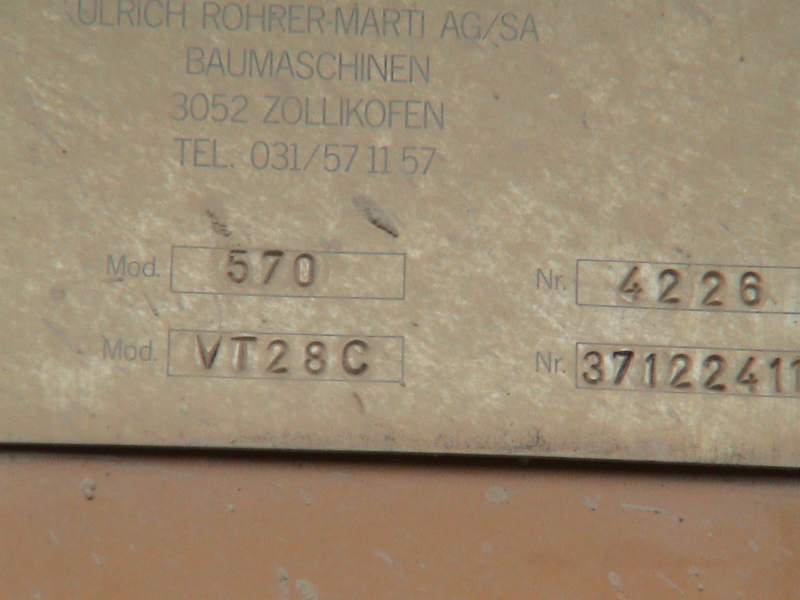 ULRICH ROHRER-MARTI AG/SA
BAUMASCHINEN
3052 ZOLLIKOFEN
TEL. 031/57 11 57
Mod. 570 Nr. 4226
Mod. VT28C Nr. 37122411